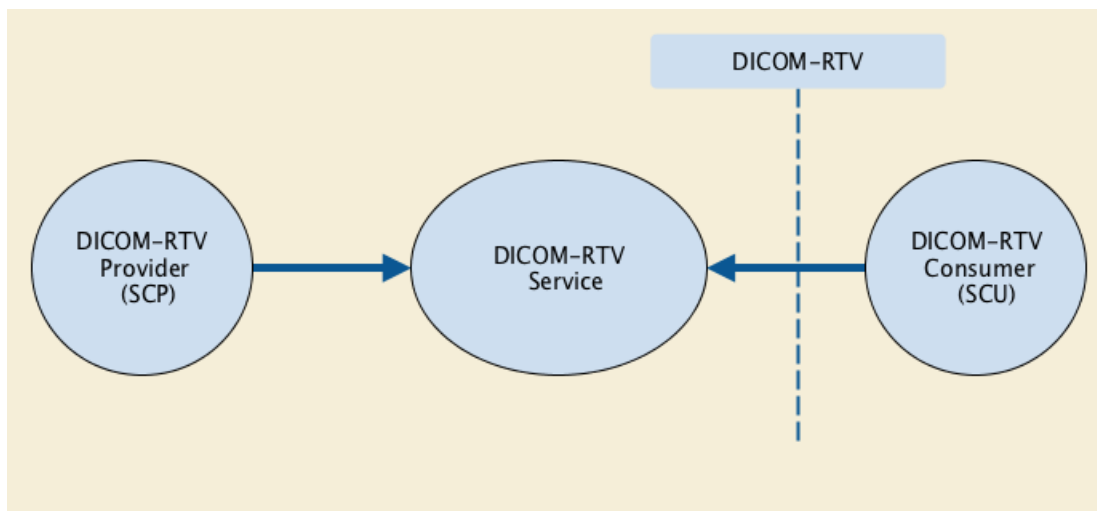 DICOM–RTV
DICOM–RTV
Provider
(SCP)
DICOM–RTV
Service
DICOM–RTV
Consumer
(SCU)